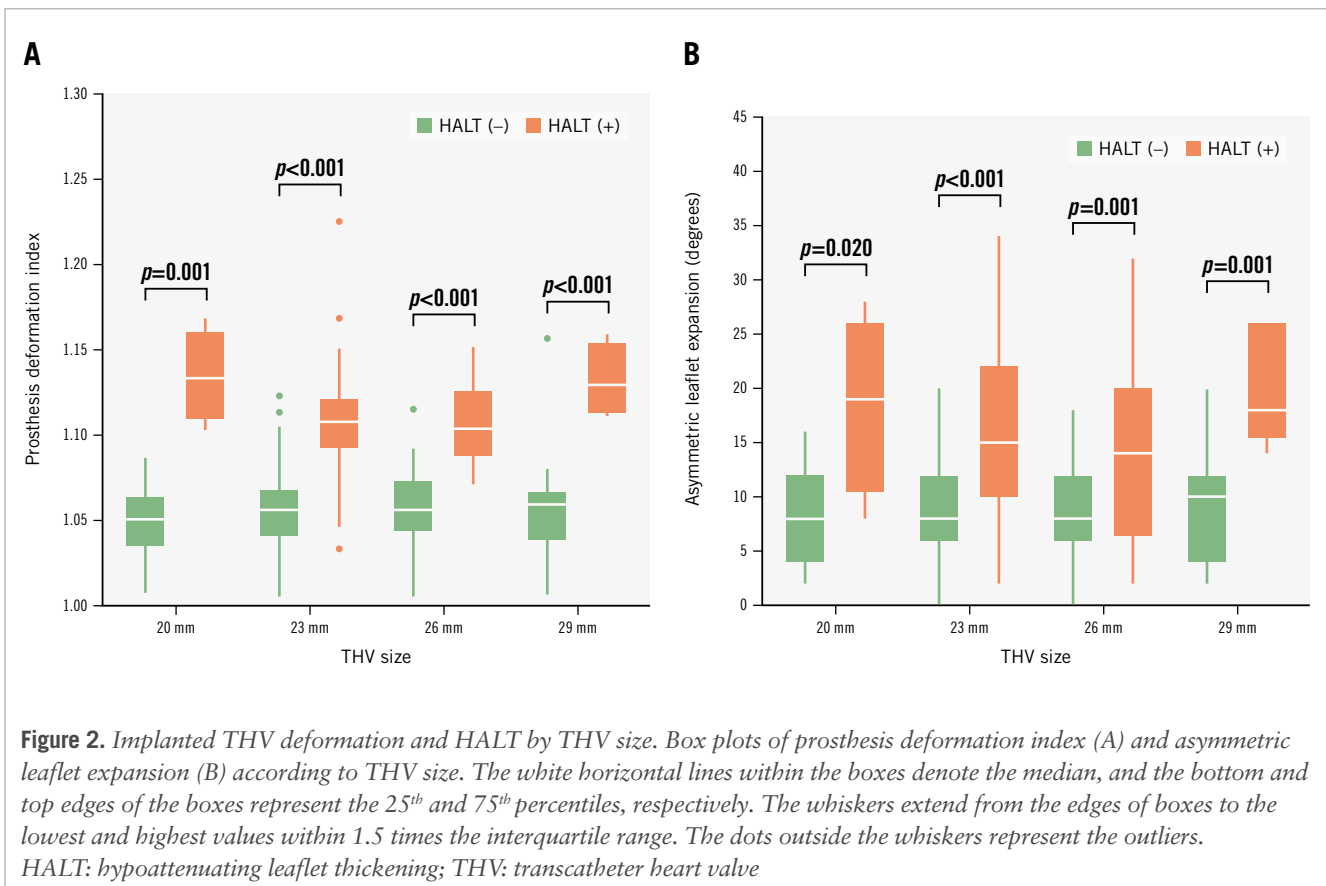 A
Prosthesis deformation index
1.30
1.25
1.20
1.15
1.10
1.05
1.00
HALT (–) HALT (+)
p=0.001
p<0.001
p<0.001
p<0.001
20 mm 23 mm 26 mm 29 mm
THV size
B
Asymmetric leaflet expansion (degrees)
45
40
35
30
25
20
15
10
5
0
HALT (–) HALT (+)
p=0.020
p<0.001
p=0.001
p=0.001
20 mm 23 mm 26 mm 29 mm
THV size
Figure 2. Implanted THV deformation and HALT by THV size. Box plots of prosthesis deformation index (A) and asymmetric
leaflet expansion (B) according to THV size. The white horizontal lines within the boxes denote the median, and the bottom and
top edges of the boxes represent the 25th and 75th percentiles, respectively. The whiskers extend from the edges of boxes to the
lowest and highest values within 1.5 times the interquartile range. The dots outside the whiskers represent the outliers.
HALT: hypoattenuating leaflet thickening; THV: transcatheter heart valve